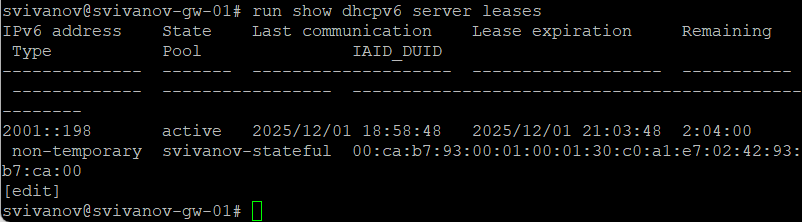 svivanov@svivanov-gw-01# run show dhcpv6 server leases
IPv6 address     State    Last communication    Lease expiration     Remaining
 Type            Pool               IAID_DUID
--------------  -------  --------------------  -------------------  -----------
 -------------  -----------------  ---------------------------------------------
--------
2001::198        active   2025/12/01 18:58:48   2025/12/01 21:03:48  2:04:00
 non-temporary  svivanov-stateful  00:ca:b7:93:00:01:00:01:30:c0:a1:e7:02:42:93:
b7:ca:00
[edit]
svivanov@svivanov-gw-01#